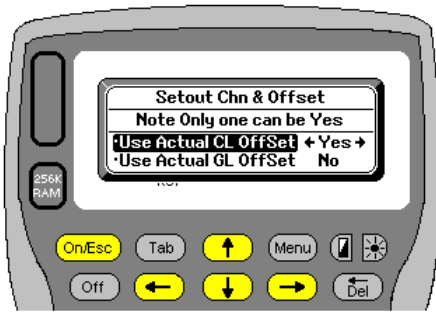 Setout Chn & Offset
Note Only one can be Yes
·Use Actual CL OffSet ←Yes→
·Use Actual GL OffSet No
256K
RAM
On/Esc Tab ↑ Menu
Off ← ↓ → Del